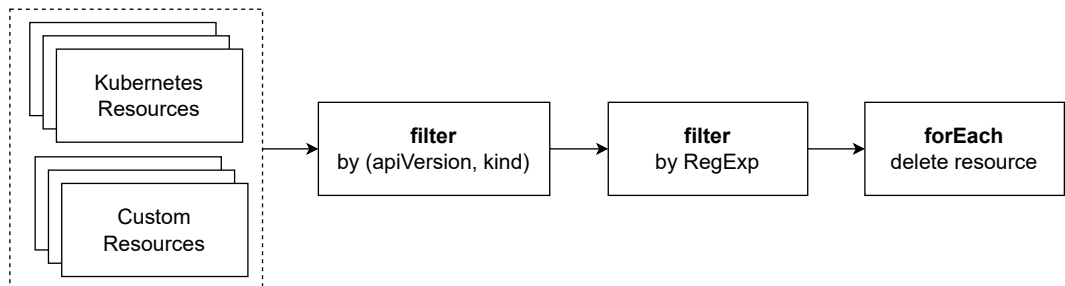 Kubernetes
Resources
Custom
Resources
filter
by (apiVersion, kind)
filter
by RegExp
forEach
delete resource